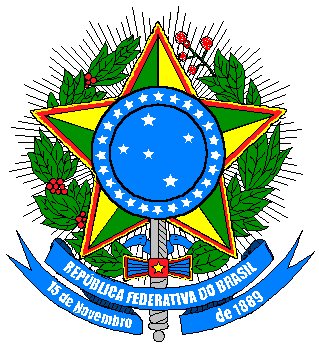 REPÚBLICA FEDERATIVA DO BRASIL
15 de Novembro
de 1889